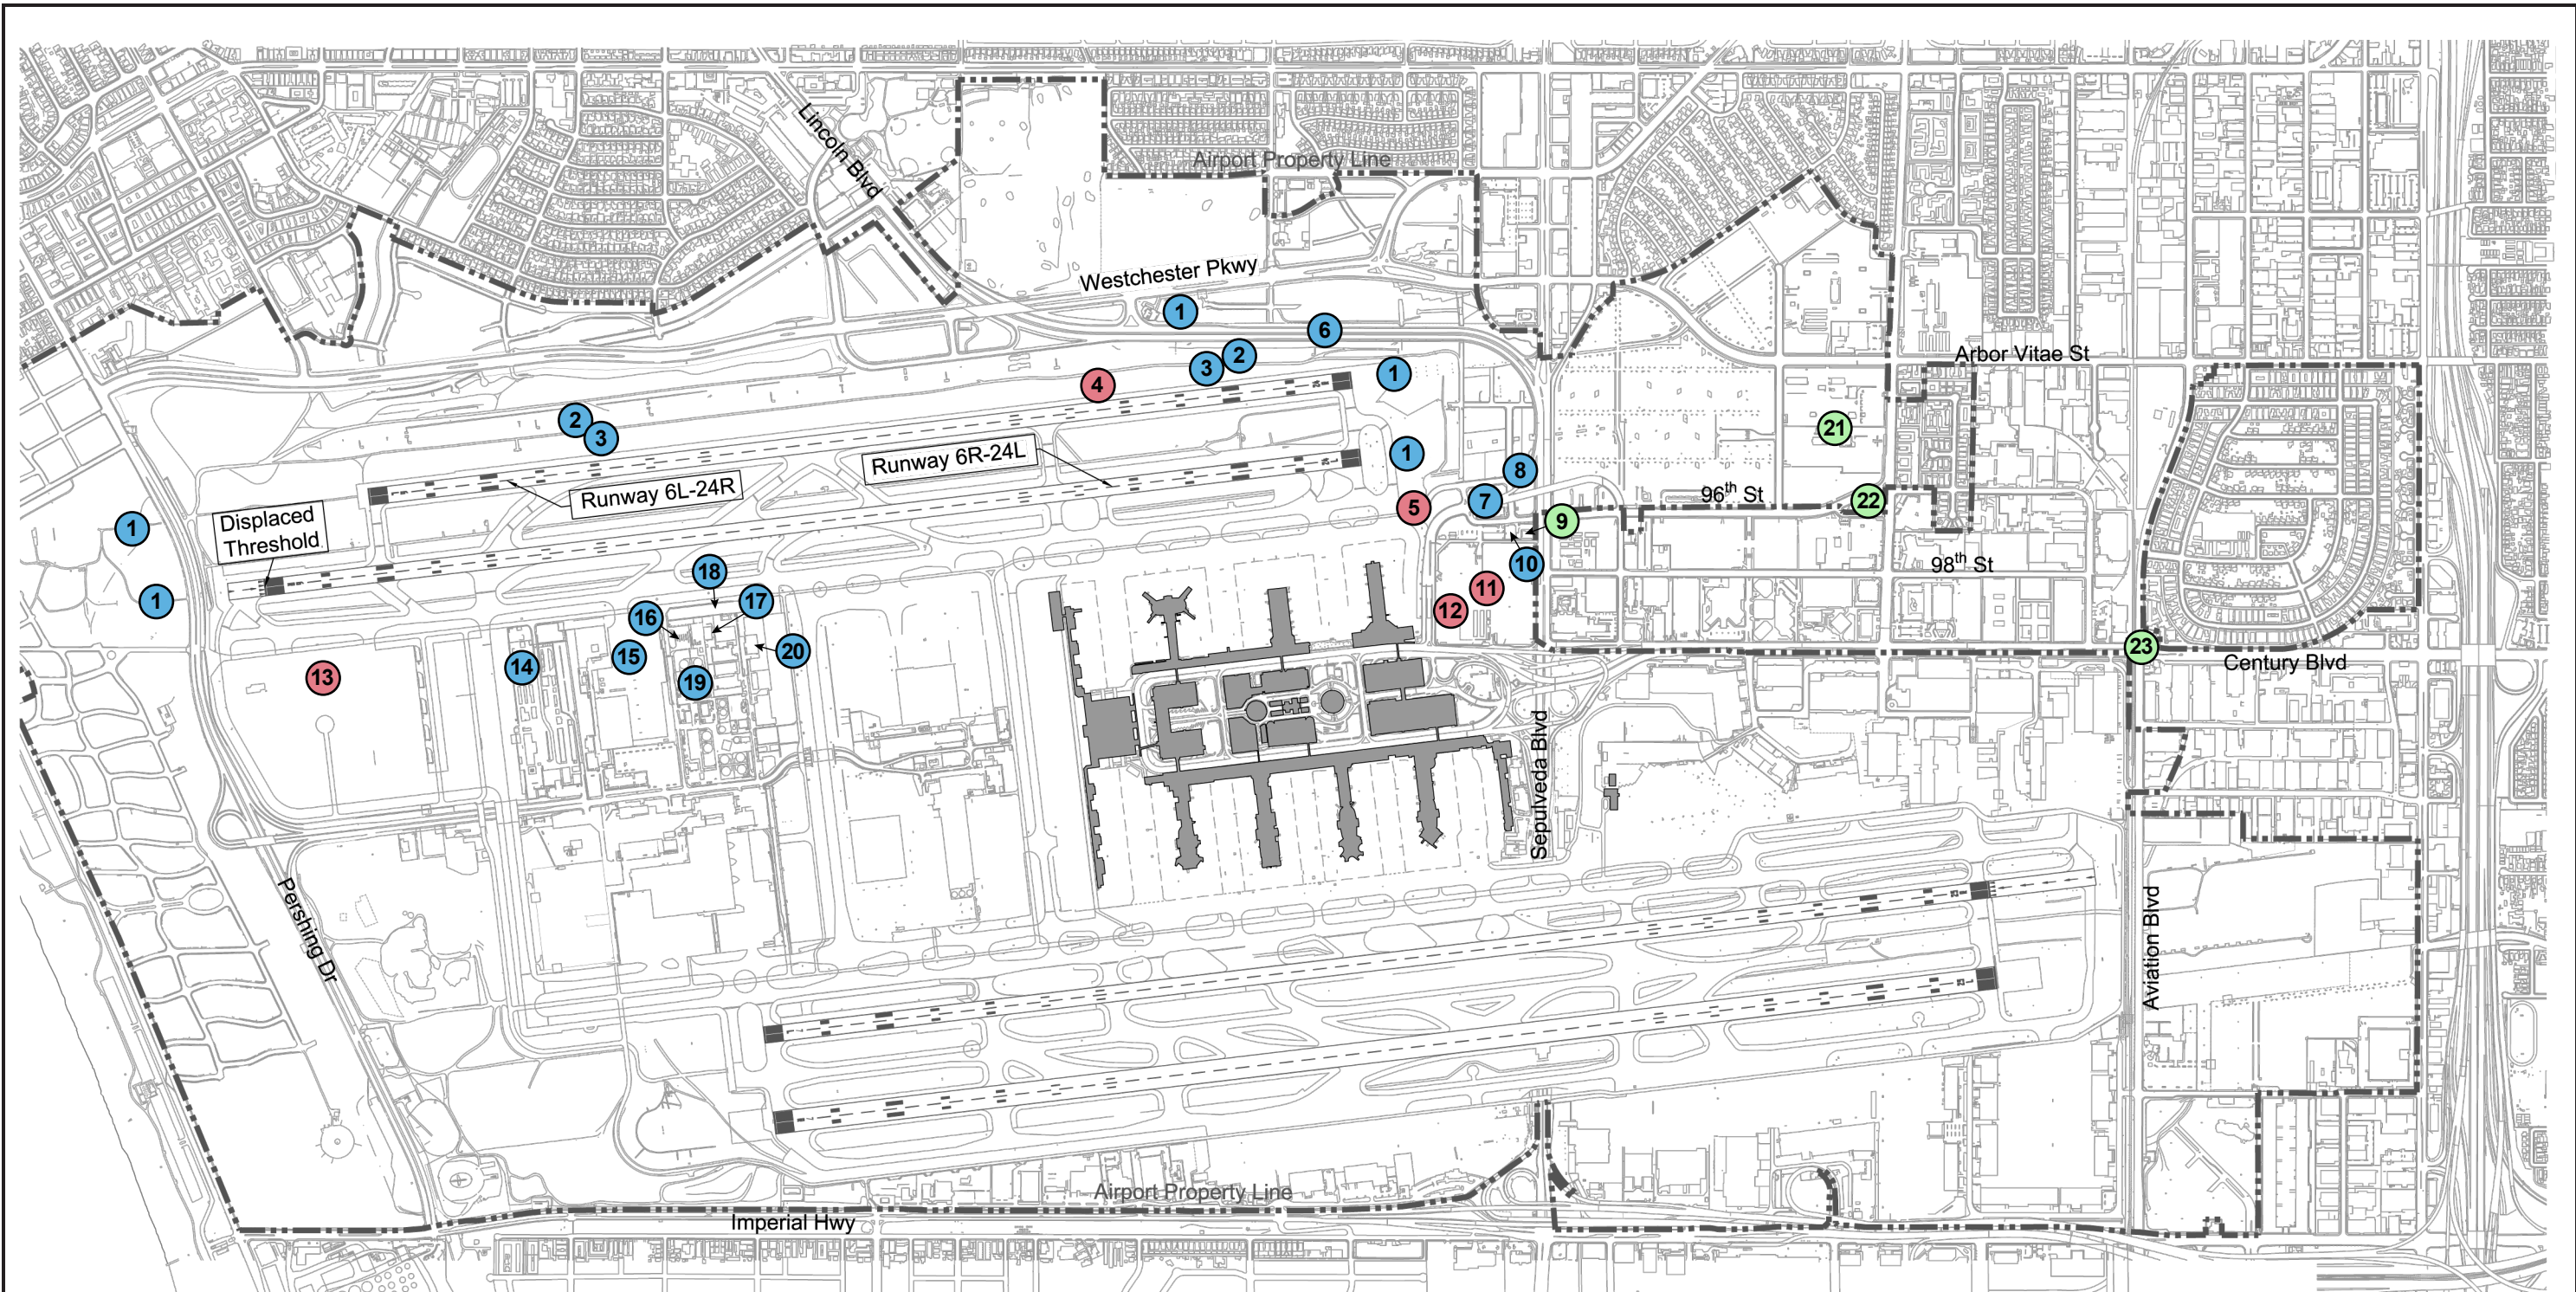 Lincoln Blvd
Airport Property Line
Westchester Pkwy
1
6
Arbor Vitae St
2
3
4
1
2
3
21
Runway 6R-24L
1
8
Runway 6L-24R
96th St
22
7
5
9
Displaced
Threshold
1
10
98th St
18
11
1
17
12
16
23
20
15
Century Blvd
14
13
19
Sepulveda Blvd
Pershing Dr
Aviation Blvd
Airport Property Line
Imperial Hwy